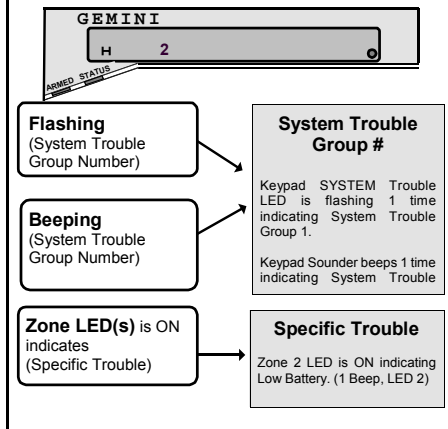 GEMINI
H 2
ARMED STATUS
Flashing
(System Trouble
Group Number)
Beeping
(System Trouble
Group Number)
System Trouble
Group #
Keypad SYSTEM Trouble
LED is flashing 1 time
indicating System Trouble
Group 1.
Keypad Sounder beeps 1 time
indicating System Trouble
Zone LED(s) is ON
indicates
(Specific Trouble)
Specific Trouble
Zone 2 LED is ON indicating
Low Battery. (1 Beep, LED 2)